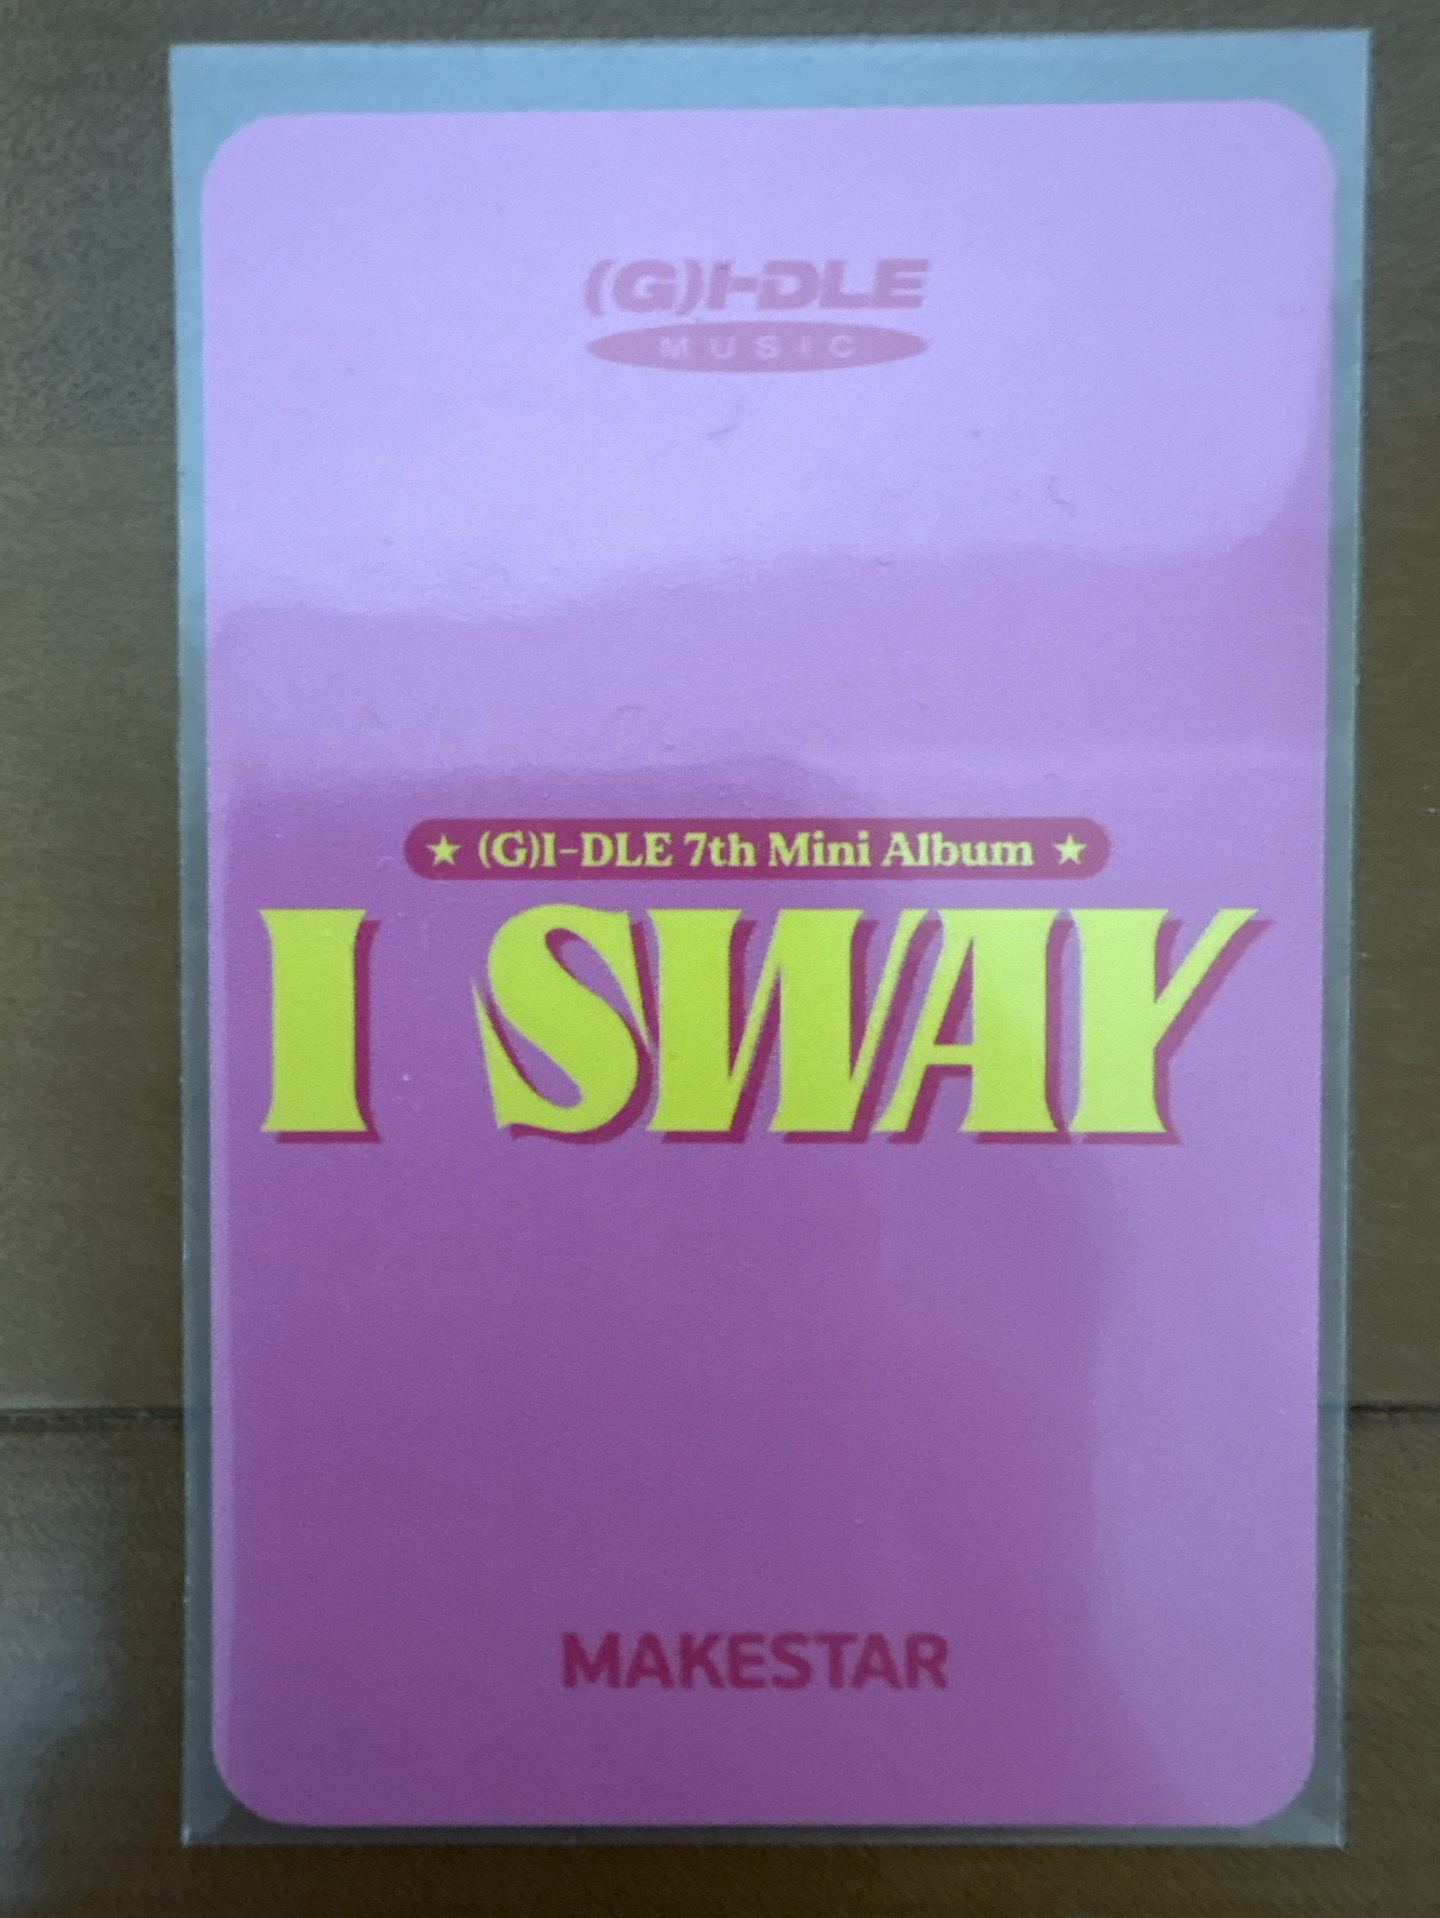 (G)I-DLE
MUSIC
★ (G)I-DLE 7th Mini Album ★
I SWAY
MAKESTAR